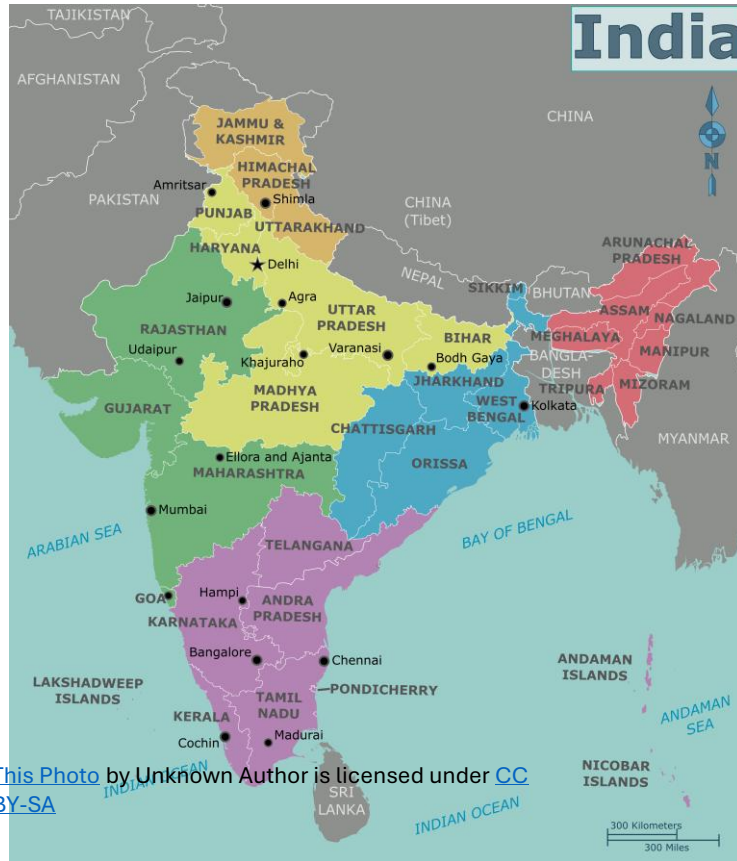 India
TAJIKISTAN
AFGHANISTAN
CHINA
JAMMU &
KASHMIR
N
HIMACHAL
PRADESH
Amritsar
Shimla
PAKISTAN
CHINA
(Tibet)
PUNJAB
UTTARAKHAND
HARYANA
Delhi
ARUNACHAL
PRADESH
NEPAL
SIKKIM
BHUTAN
Jaipur
Agra
UTTAR
PRADESH
ASSAM
NAGALAND
RAJASTHAN
BIHAR
MEGHALAYA
Udaipur
Khajuraho
Varanasi
Bodh Gaya
BANGLA-
DESH
MANIPUR
JHARKHAND
TRIPURA
MIZORAM
MADHYA
PRADESH
WEST
BENGAL
Kolkata
GUJARAT
CHATTISGARH
MYANMAR
Ellora and Ajanta
ORISSA
MAHARASHTRA
Mumbai
ARABIAN SEA
BAY OF BENGAL
TELANGANA
GOA
Hampi
ANDRA
PRADESH
KARNATAKA
Bangalore
Chennai
ANDAMAN
ISLANDS
LAKSHADWEEP
ISLANDS
PONDICHERRY
TAMIL
NADU
KERALA
ANDAMAN
SEA
Cochin
Madurai
This Photo by Unknown Author is licensed under CC
BY-SA
INDIAN OCEAN
NICOBAR
ISLANDS
SRI
LANKA
INDIAN OCEAN
300 Kilometers
300 Miles